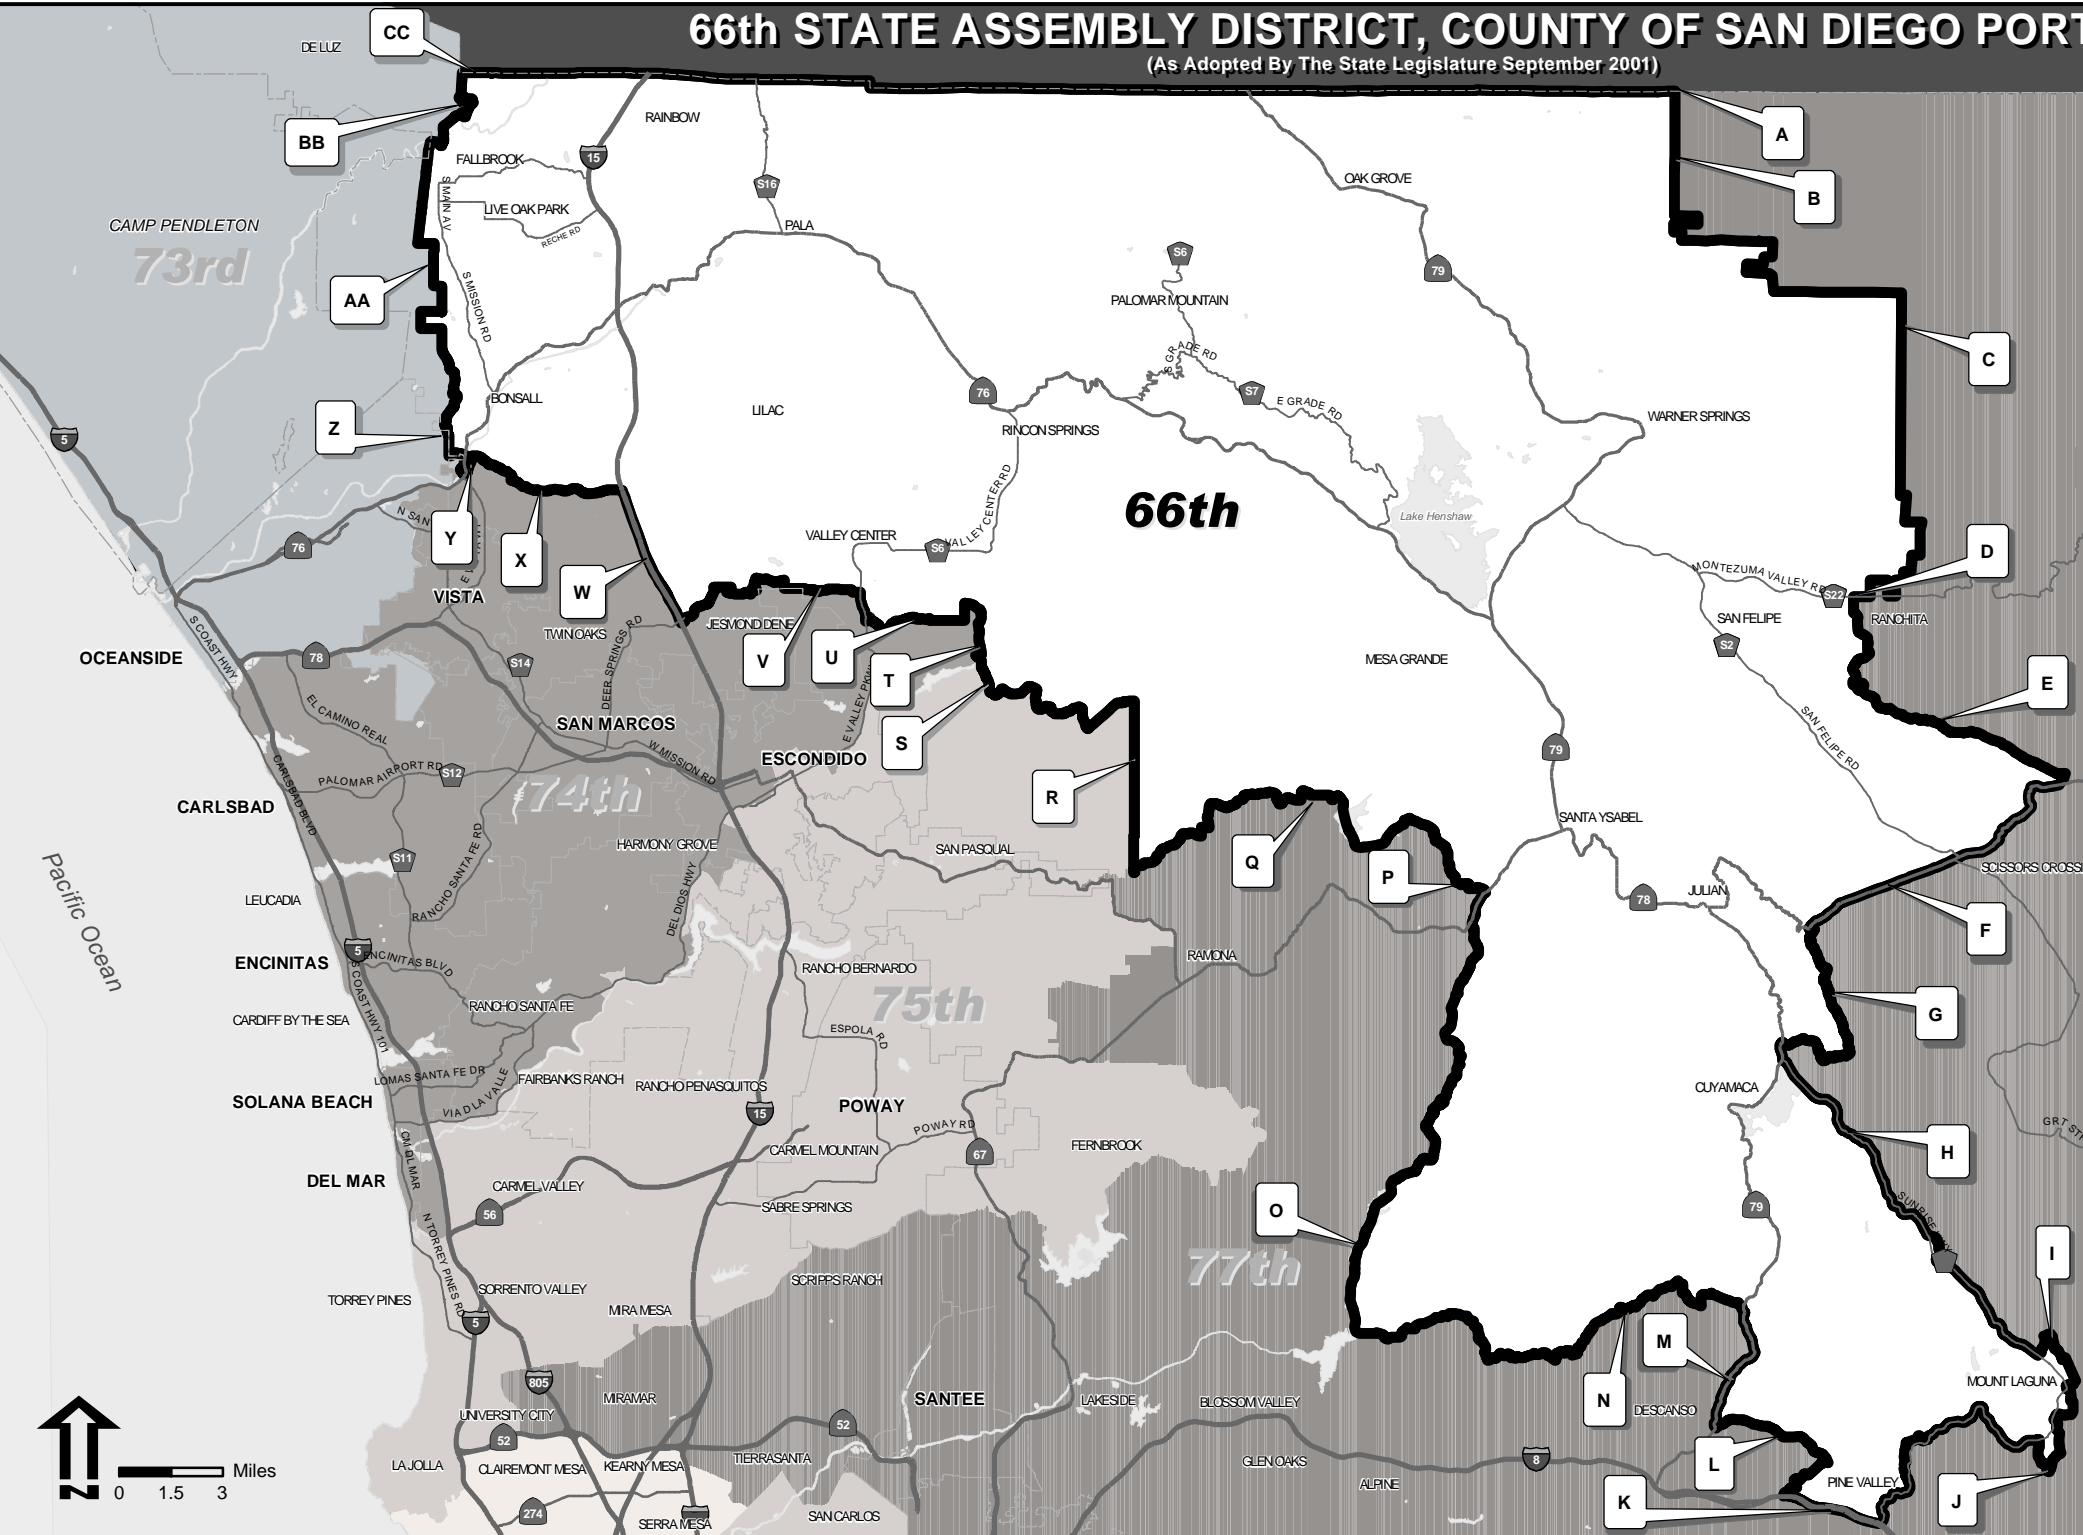 66th STATE ASSEMBLY DISTRICT, COUNTY OF SAN DIEGO PORT
(As Adopted By The State Legislature September 2001)
CC
DE LUZ
A
BB
RAINBOW
FALLBROOK
15
S16
OAK GROVE
B
S MAIN AV
LIVE OAK PARK
RECHE RD
PALA
CAMP PENDLETON
73rd
S6
79
AA
S MISSION RD
PALOMAR MOUNTAIN
S GRADE RD
C
BONSALL
LILAC
76
S7
E GRADE RD
WARNER SPRINGS
Z
5
RINCON SPRINGS
66th
Lake Henshaw
VALLEY CENTER RD
VALLEY CENTER
S6
Y
X
W
76
D
MONTEZUMA VALLEY RD
S22
VISTA
TWIN OAKS
JESMOND DENE
SAN FELIPE
RANCHITA
S COAST HWY
OCEANSIDE
78
S14
DEER SPRINGS RD
V
U
T
E VALLEY PKW
MESA GRANDE
S2
E
EL CAMINO REAL
SAN MARCOS
S
SAN FELIPE RD
W MISSION RD
ESCONDIDO
79
PALOMAR AIRPORT RD
S12
74th
R
CARLSBAD
CARLSBAD BLVD
SANTA YSABEL
HARMONY GROVE
SAN PASQUAL
Q
P
S11
RANCHO SANTA FE RD
SCISSORS CROSSI
Pacific Ocean
LEUCADIA
DEL DIOS HWY
78
JULIAN
F
5
ENCINITAS
ENCINITAS BLVD
RAMONA
RANCHO BERNARDO
75th
RANCHO SANTA FE
G
CARDIFF BY THE SEA
S COAST HWY 101
ESPOLA RD
LOMAS SANTA FE DR
FAIRBANKS RANCH
RANCHO PENASQUITOS
CUYAMACA
SOLANA BEACH
VIA D LA VALLE
15
POWAY
POWAY RD
GRT ST
CM DL MAR
CARMEL MOUNTAIN
67
FERNBROOK
H
DEL MAR
CARMEL VALLEY
56
SABRE SPRINGS
O
79
N TORREY PINES RD
77th
I
SCRIPPS RANCH
SORRENTO VALLEY
TORREY PINES
MIRA MESA
5
M
805
MOUNT LAGUNA
MIRAMAR
SANTEE
LAKESIDE
BLOSSOM VALLEY
N
DESCANSO
UNIVERSITY CITY
52
52
LA JOLLA
CLAIREMONT MESA
KEARNY MESA
TIERRASANTA
GLEN OAKS
8
L
N
0 1.5 3
Miles
ALPINE
PINE VALLEY
K
J
274
SERRA MESA
SAN CARLOS